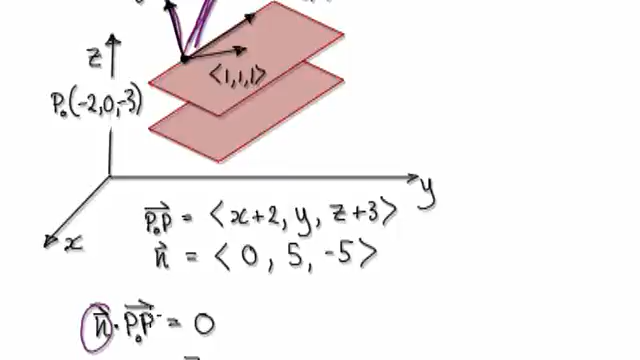 z
<1,1,1>
P₀(-2,0,-3)
y
P₀P = <x+2, y, z+3>
x
n = <0, 5, -5>
n · P₀P = 0